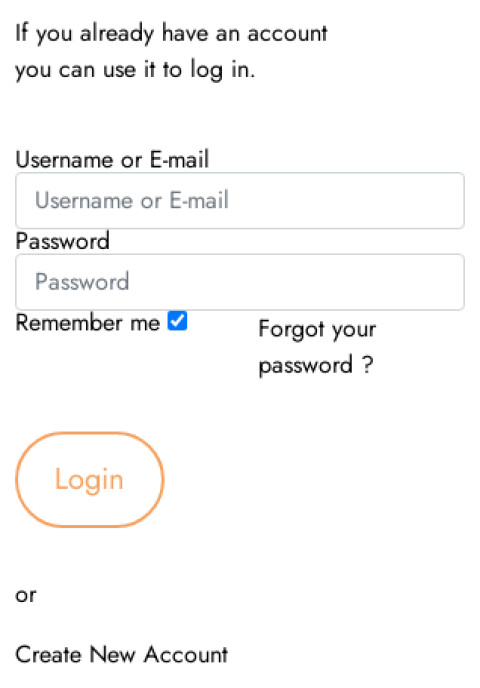 If you already have an account
you can use it to log in.
Username or E-mail
Username or E-mail
Password
Password
Remember me
Forgot your
password ?
Login
or
Create New Account